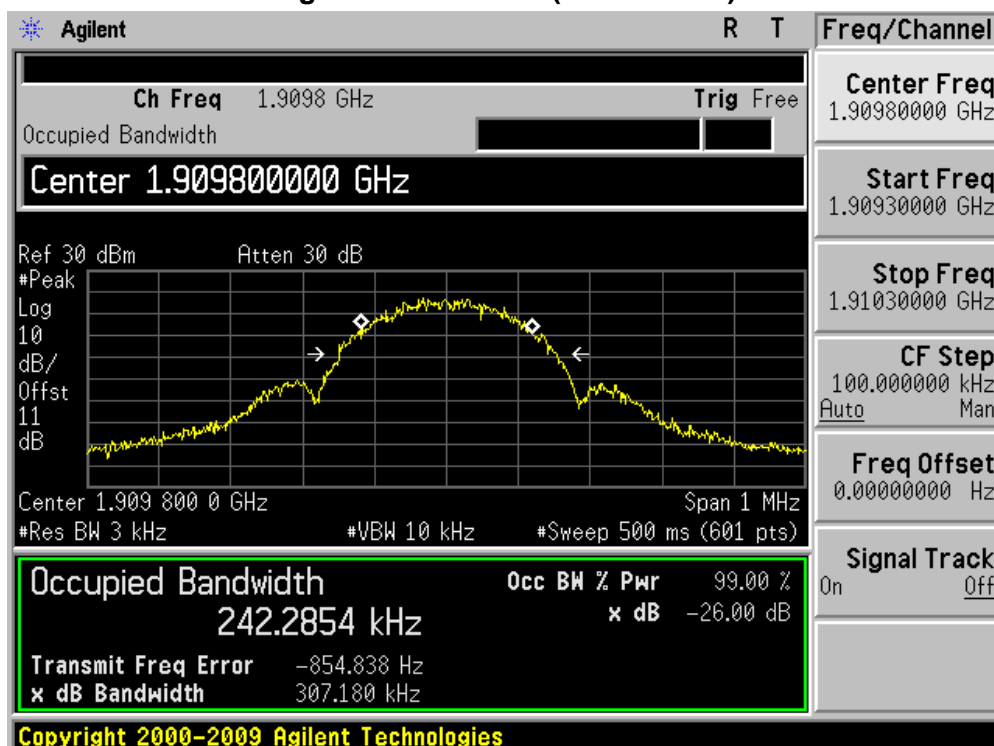 Agilent R T
Freq/Channel
Ch Freq 1.9098 GHz Trig Free
Occupied Bandwidth
Center 1.909800000 GHz
Ref 30 dBm Atten 30 dB
#Peak
Log
10
dB/
Offst
11
dB
Center 1.909 800 0 GHz Span 1 MHz
#Res BW 3 kHz #VBW 10 kHz #Sweep 500 ms (601 pts)
Occupied Bandwidth Occ BW % Pwr 99.00 %
242.2854 kHz x dB -26.00 dB
Transmit Freq Error -854.838 Hz
x dB Bandwidth 307.180 kHz
Copyright 2000-2009 Agilent Technologies
Center Freq
1.90980000 GHz
Start Freq
1.90930000 GHz
Stop Freq
1.91030000 GHz
CF Step
100.000000 kHz
Auto Man
Freq Offset
0.00000000 Hz
Signal Track
On Off